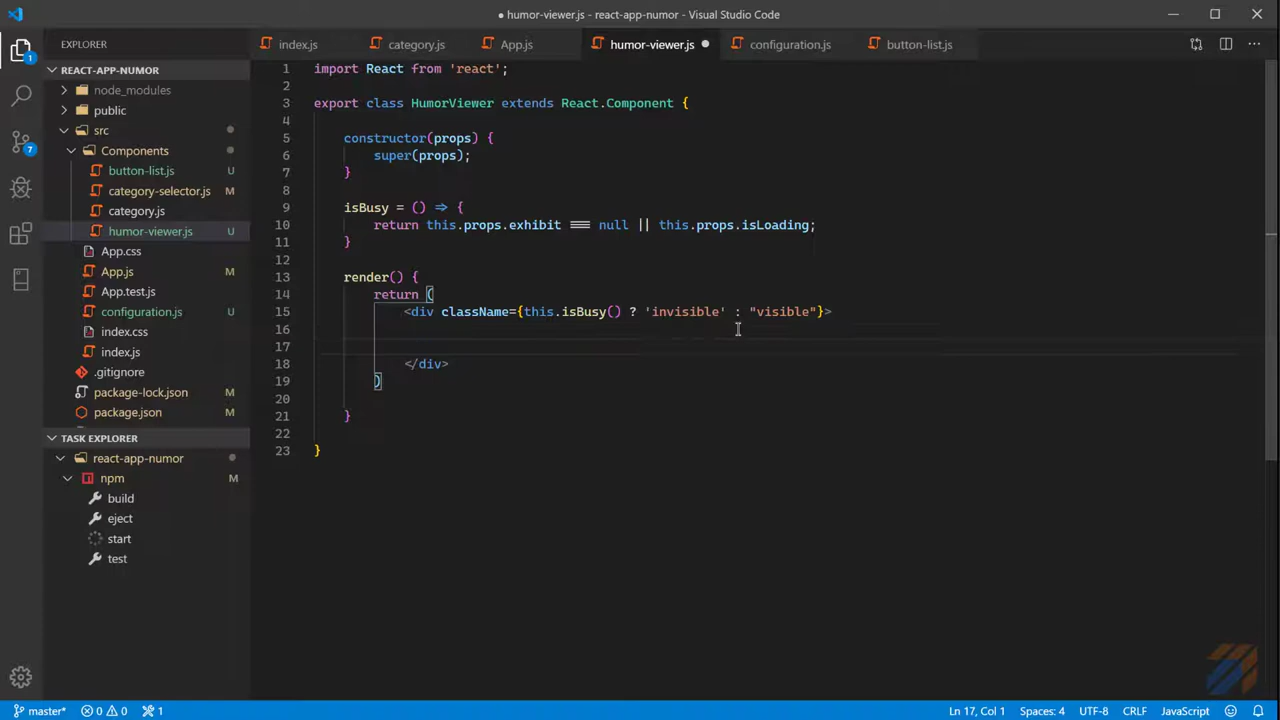 ● humor-viewer.js - react-app-numor - Visual Studio Code
EXPLORER
REACT-APP-NUMOR
node_modules
public
src
Components
button-list.js U
category-selector.js M
category.js
humor-viewer.js U
App.css
App.js M
App.test.js
configuration.js U
index.css
index.js
.gitignore
package-lock.json M
package.json M
TASK EXPLORER
react-app-numor
npm M
build
eject
start
test
1
7
index.js
category.js
App.js
humor-viewer.js ●
configuration.js
button-list.js
1 import React from 'react';
2
3 export class HumorViewer extends React.Component {
4
5 constructor(props) {
6 super(props);
7 }
8
9 isBusy = () => {
10 return this.props.exhibit === null || this.props.isLoading;
11 }
12
13 render() {
14 return (
15 <div className={this.isBusy() ? 'invisible' : "visible"}>
16
17
18 </div>
19 )
20
21 }
22
23 }
master* 0 0 1
Ln 17, Col 1 Spaces: 4 UTF-8 CRLF JavaScript